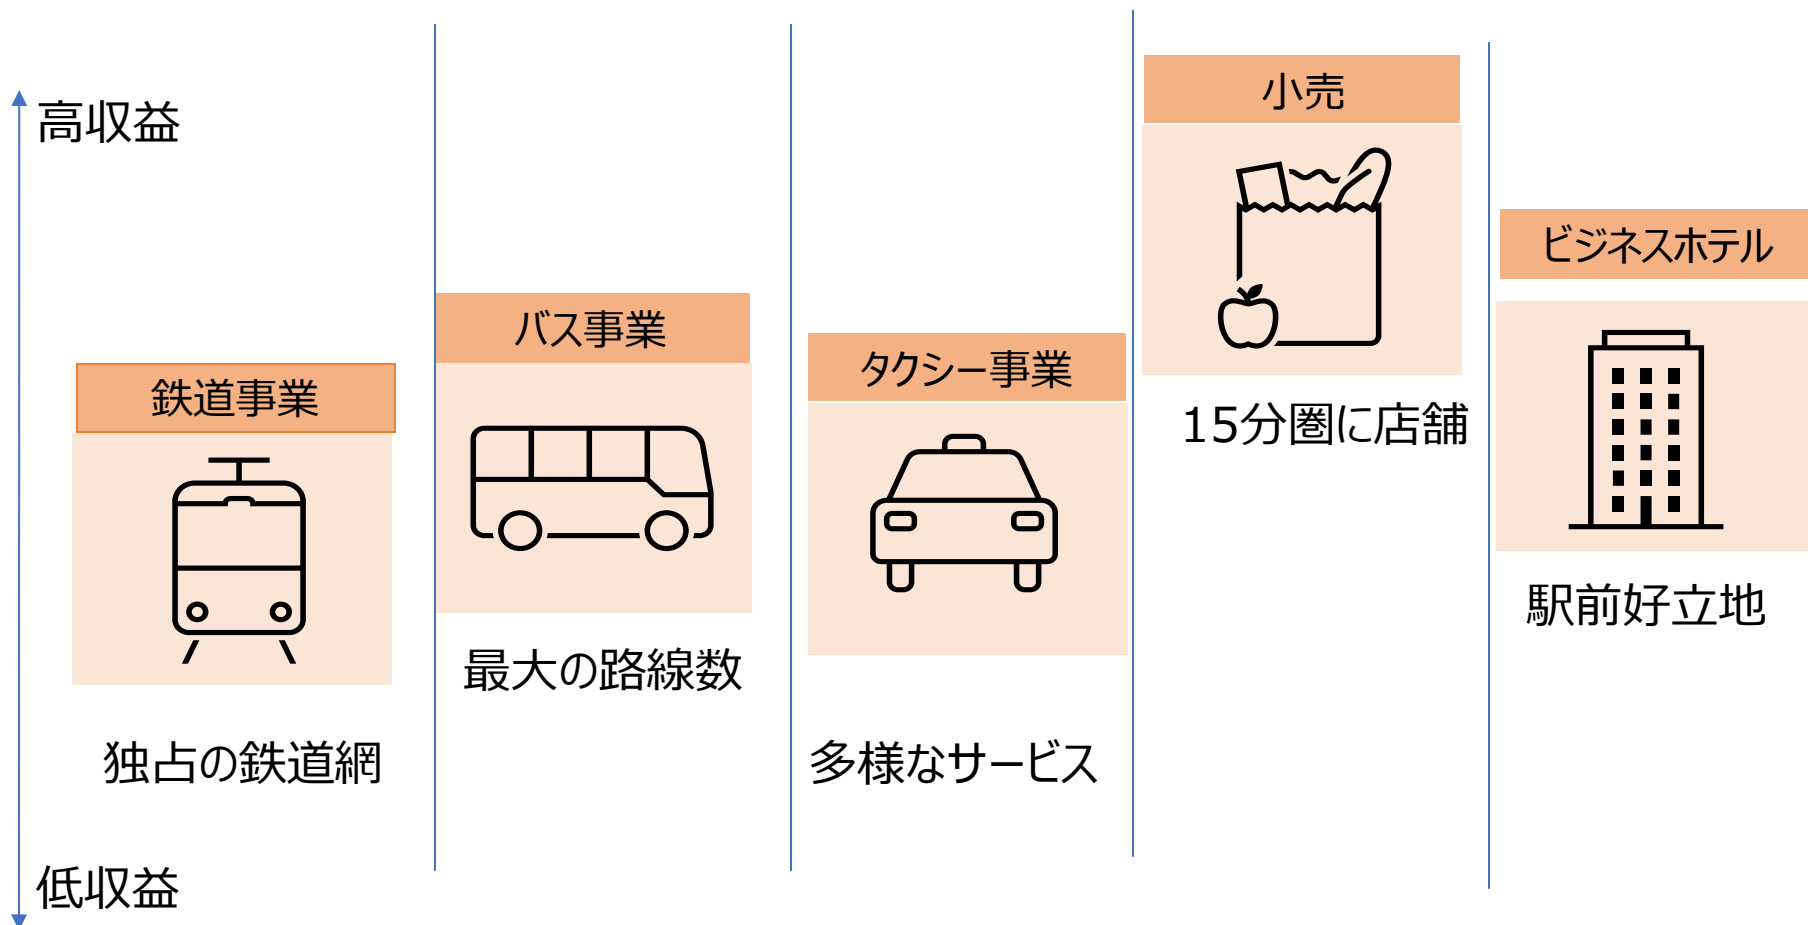 高収益
低収益
鉄道事業
独占の鉄道網
バス事業
最大の路線数
タクシー事業
多様なサービス
小売
15分圏に店舗
ビジネスホテル
駅前好立地